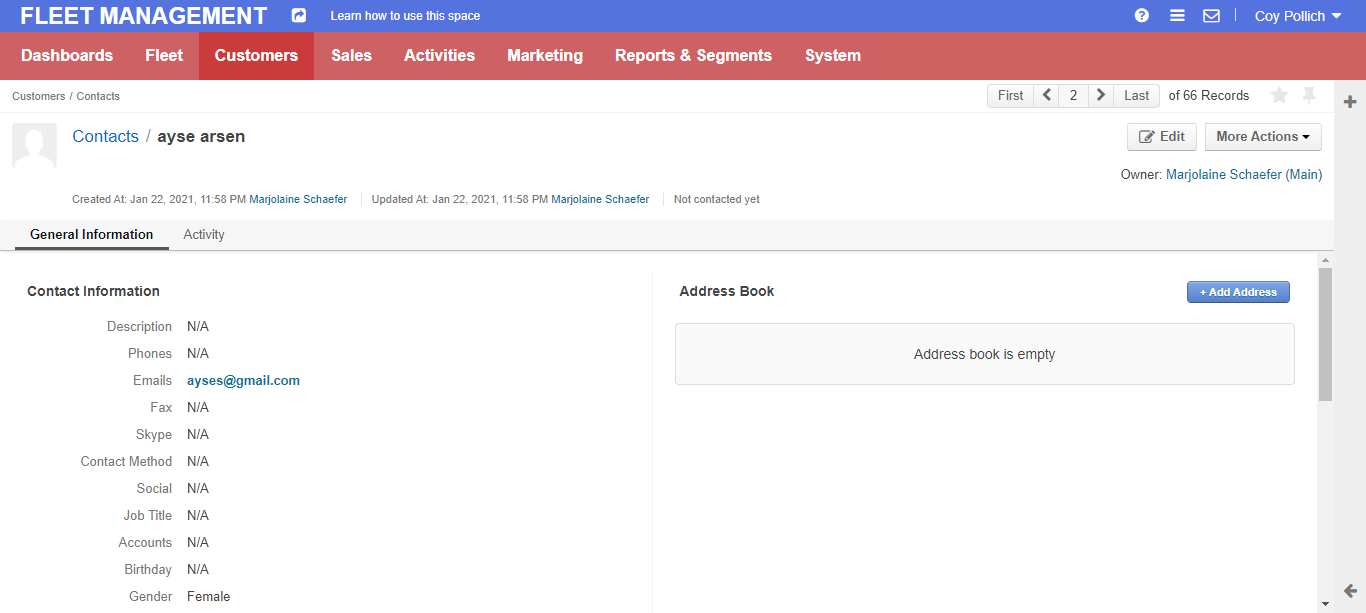 FLEET MANAGEMENT Learn how to use this space Coy Pollich
Dashboards Fleet Customers Sales Activities Marketing Reports & Segments System
Customers / Contacts First 2 Last of 66 Records
Contacts / ayse arsen Edit More Actions
Owner: Marjolaine Schaefer (Main)
Created At: Jan 22, 2021, 11:58 PM Marjolaine Schaefer Updated At: Jan 22, 2021, 11:58 PM Marjolaine Schaefer Not contacted yet
General Information Activity
Contact Information
Description N/A
Phones N/A
Emails ayses@gmail.com
Fax N/A
Skype N/A
Contact Method N/A
Social N/A
Job Title N/A
Accounts N/A
Birthday N/A
Gender Female
Address Book + Add Address
Address book is empty